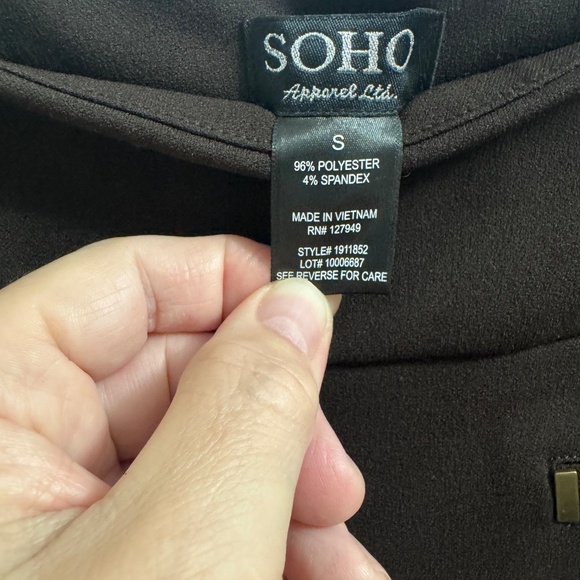 SOHO
Apparel Ltd.
S
96% POLYESTER
4% SPANDEX
MADE IN VIETNAM
RN# 127949
STYLE# 1911852
LOT# 10006687
SEE REVERSE FOR CARE